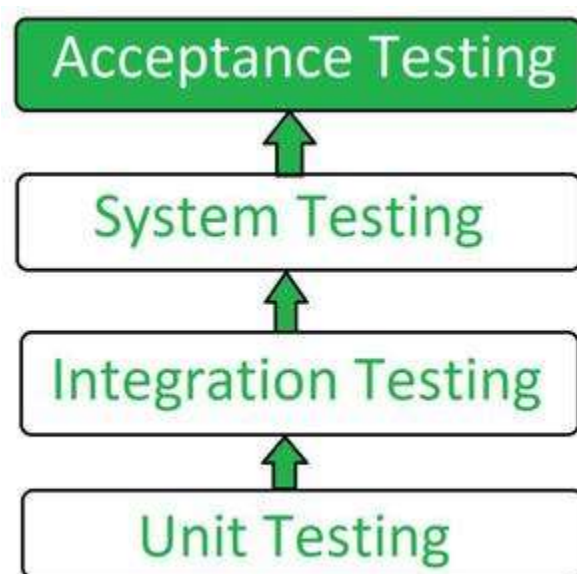 Acceptance Testing
System Testing
Integration Testing
Unit Testing